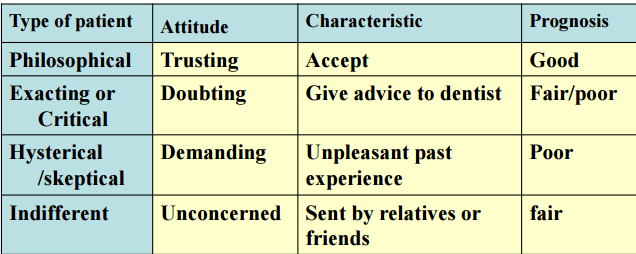 Type of patient Attitude Characteristic Prognosis
Philosophical Trusting Accept Good
Exacting or Doubting Give advice to dentist Fair/poor
Critical
Hysterical Demanding Unpleasant past Poor
/skeptical experience
Indifferent Unconcerned Sent by relatives or fair
friends